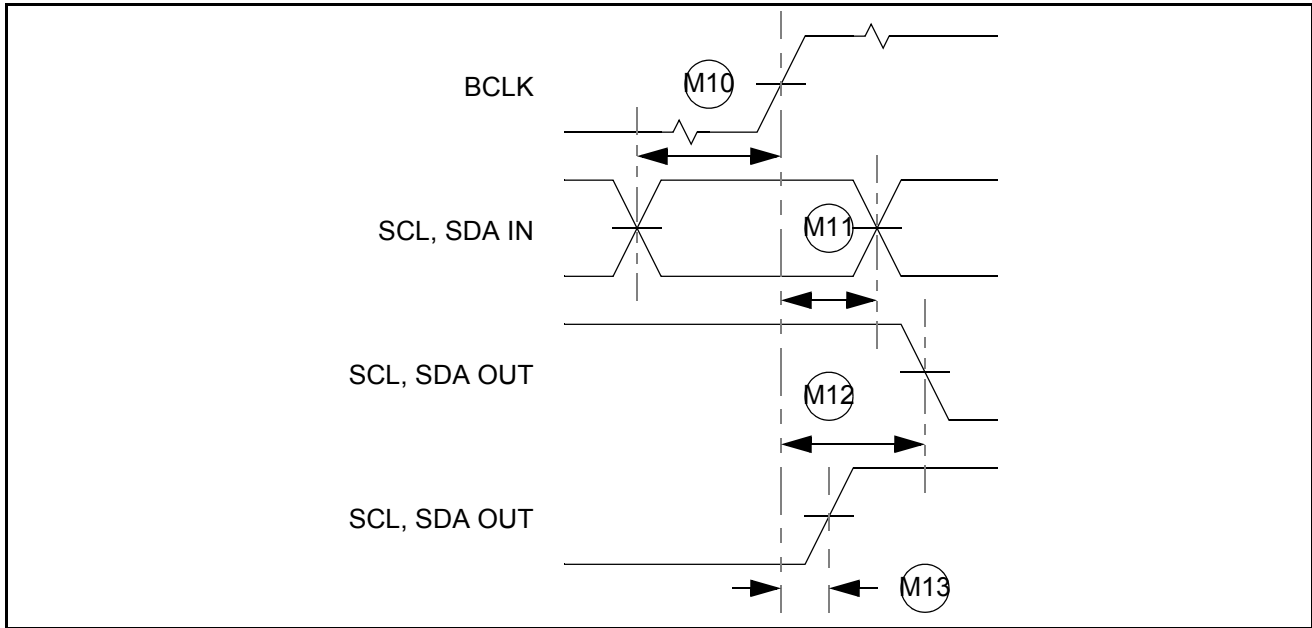 BCLK
M10
SCL, SDA IN
M11
SCL, SDA OUT
M12
SCL, SDA OUT
M13